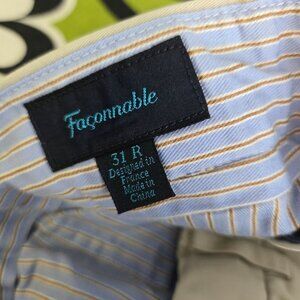 Façonnable
31 R
Designed in
France
Made in
China